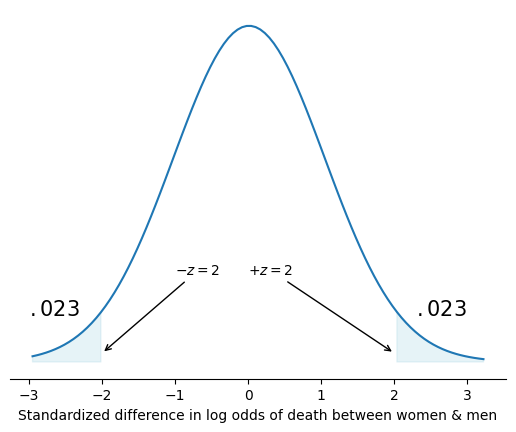 −z = 2 +z = 2
.023 .023
−3 −2 −1 0 1 2 3
Standardized difference in log odds of death between women & men